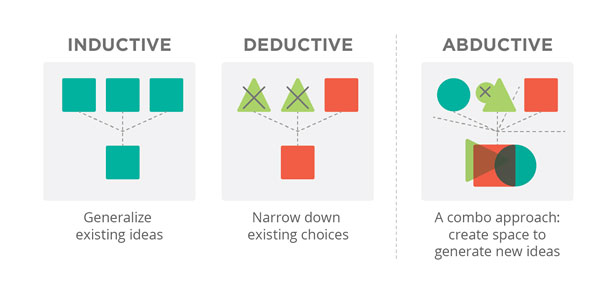 INDUCTIVE
Generalize
existing ideas
DEDUCTIVE
Narrow down
existing choices
ABDUCTIVE
A combo approach:
create space to
generate new ideas